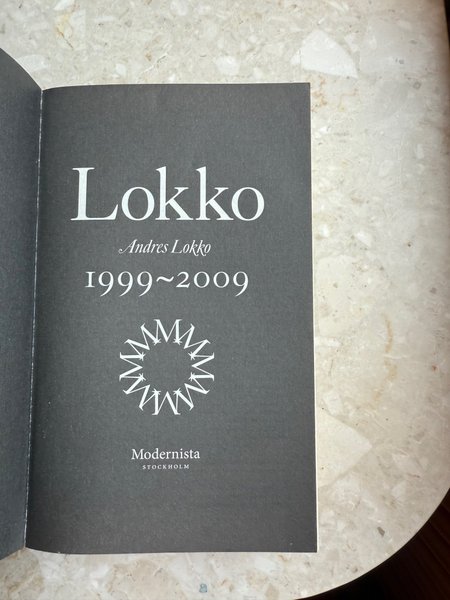 Lokko
Andres Lokko
1999~2009
Modernista
STOCKHOLM